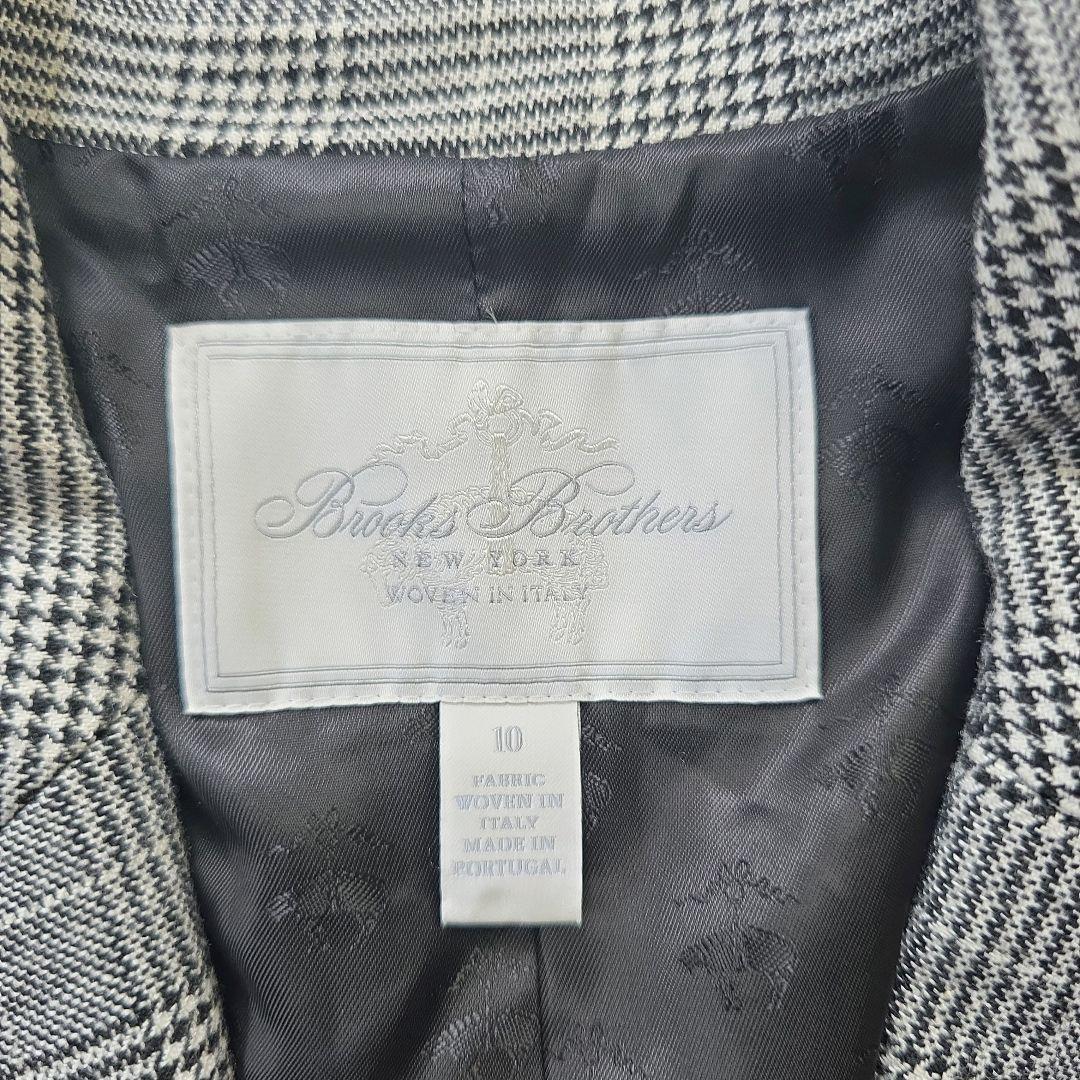 Brooks Brothers
NEW YORK
WOVEN IN ITALY
10
FABRIC
WOVEN IN
ITALY
MADE IN
PORTUGAL